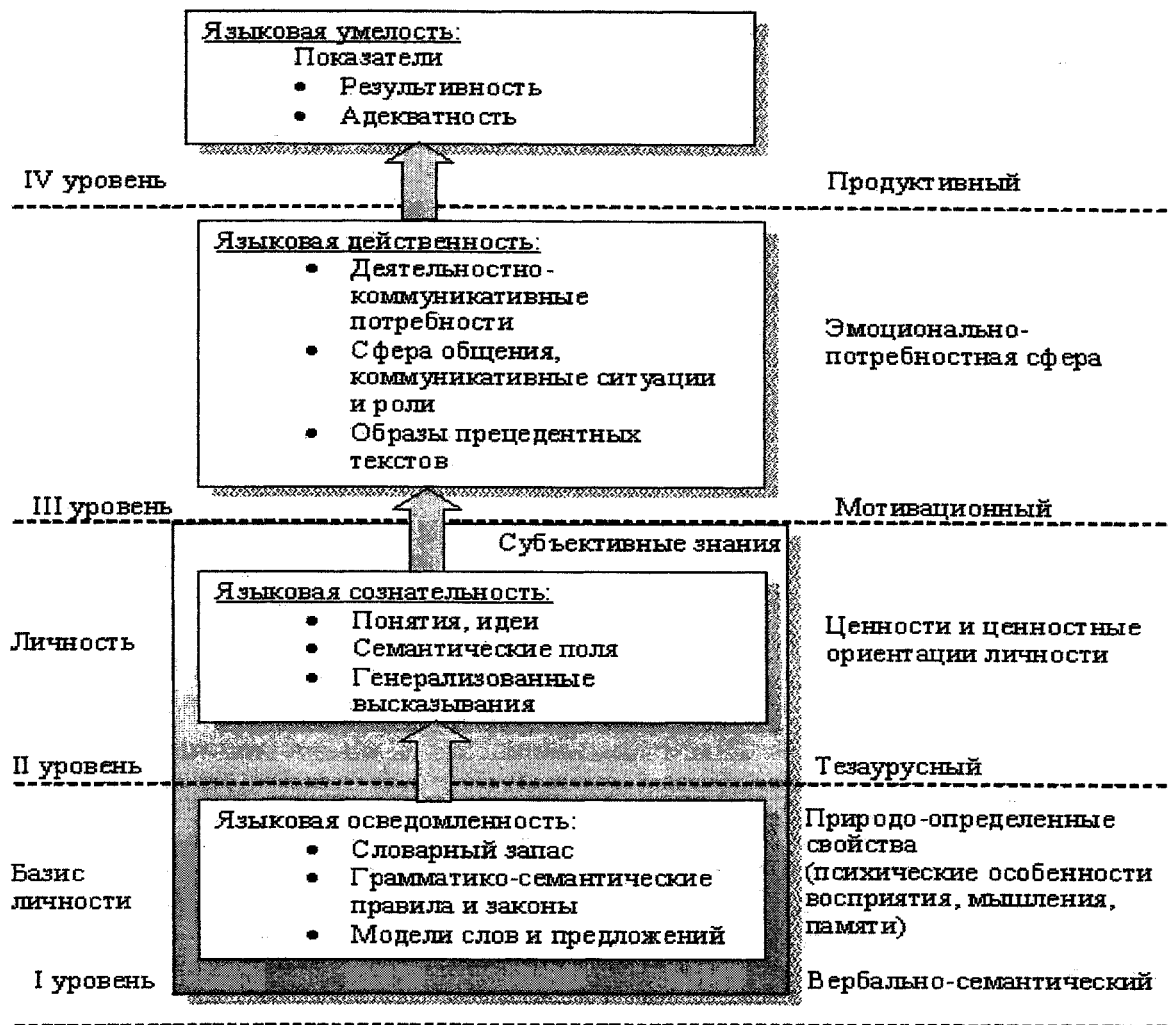 Языковая умелость:
Показатели
• Результивность
• Адекватность
IV уровень
Продуктивный
Языковая действенность:
• Деятельностно-
коммуникативные
потребности
• Сфера общения,
коммуникативные ситуации
и роли
• Образы прецедентных
текстов
Эмоционально-
потребностная сфера
III уровень
Мотивационный
Субъективные знания
Языковая сознательность:
• Понятия, идеи
• Семантические поля
• Генерализованные
высказывания
Личность
Ценности и ценностные
ориентации личности
II уровень
Тезаурусный
Языковая осведомленность:
• Словарный запас
• Грамматико-семантические
правила и законы
• Модели слов и предложений
Базис
личности
Природо-определенные
свойства
(психические особенности
восприятия, мышления,
памяти)
I уровень
Вербально-семантический